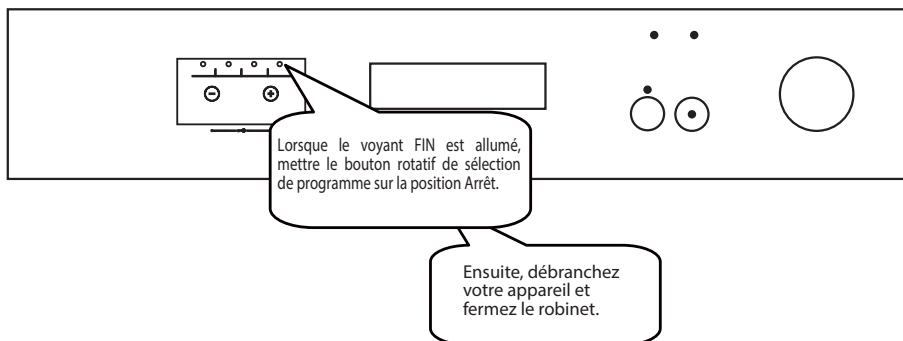 Lorsque le voyant FIN est allumé,
mettre le bouton rotatif de sélection
de programme sur la position Arrêt.
Ensuite, débranchez
votre appareil et
fermez le robinet.